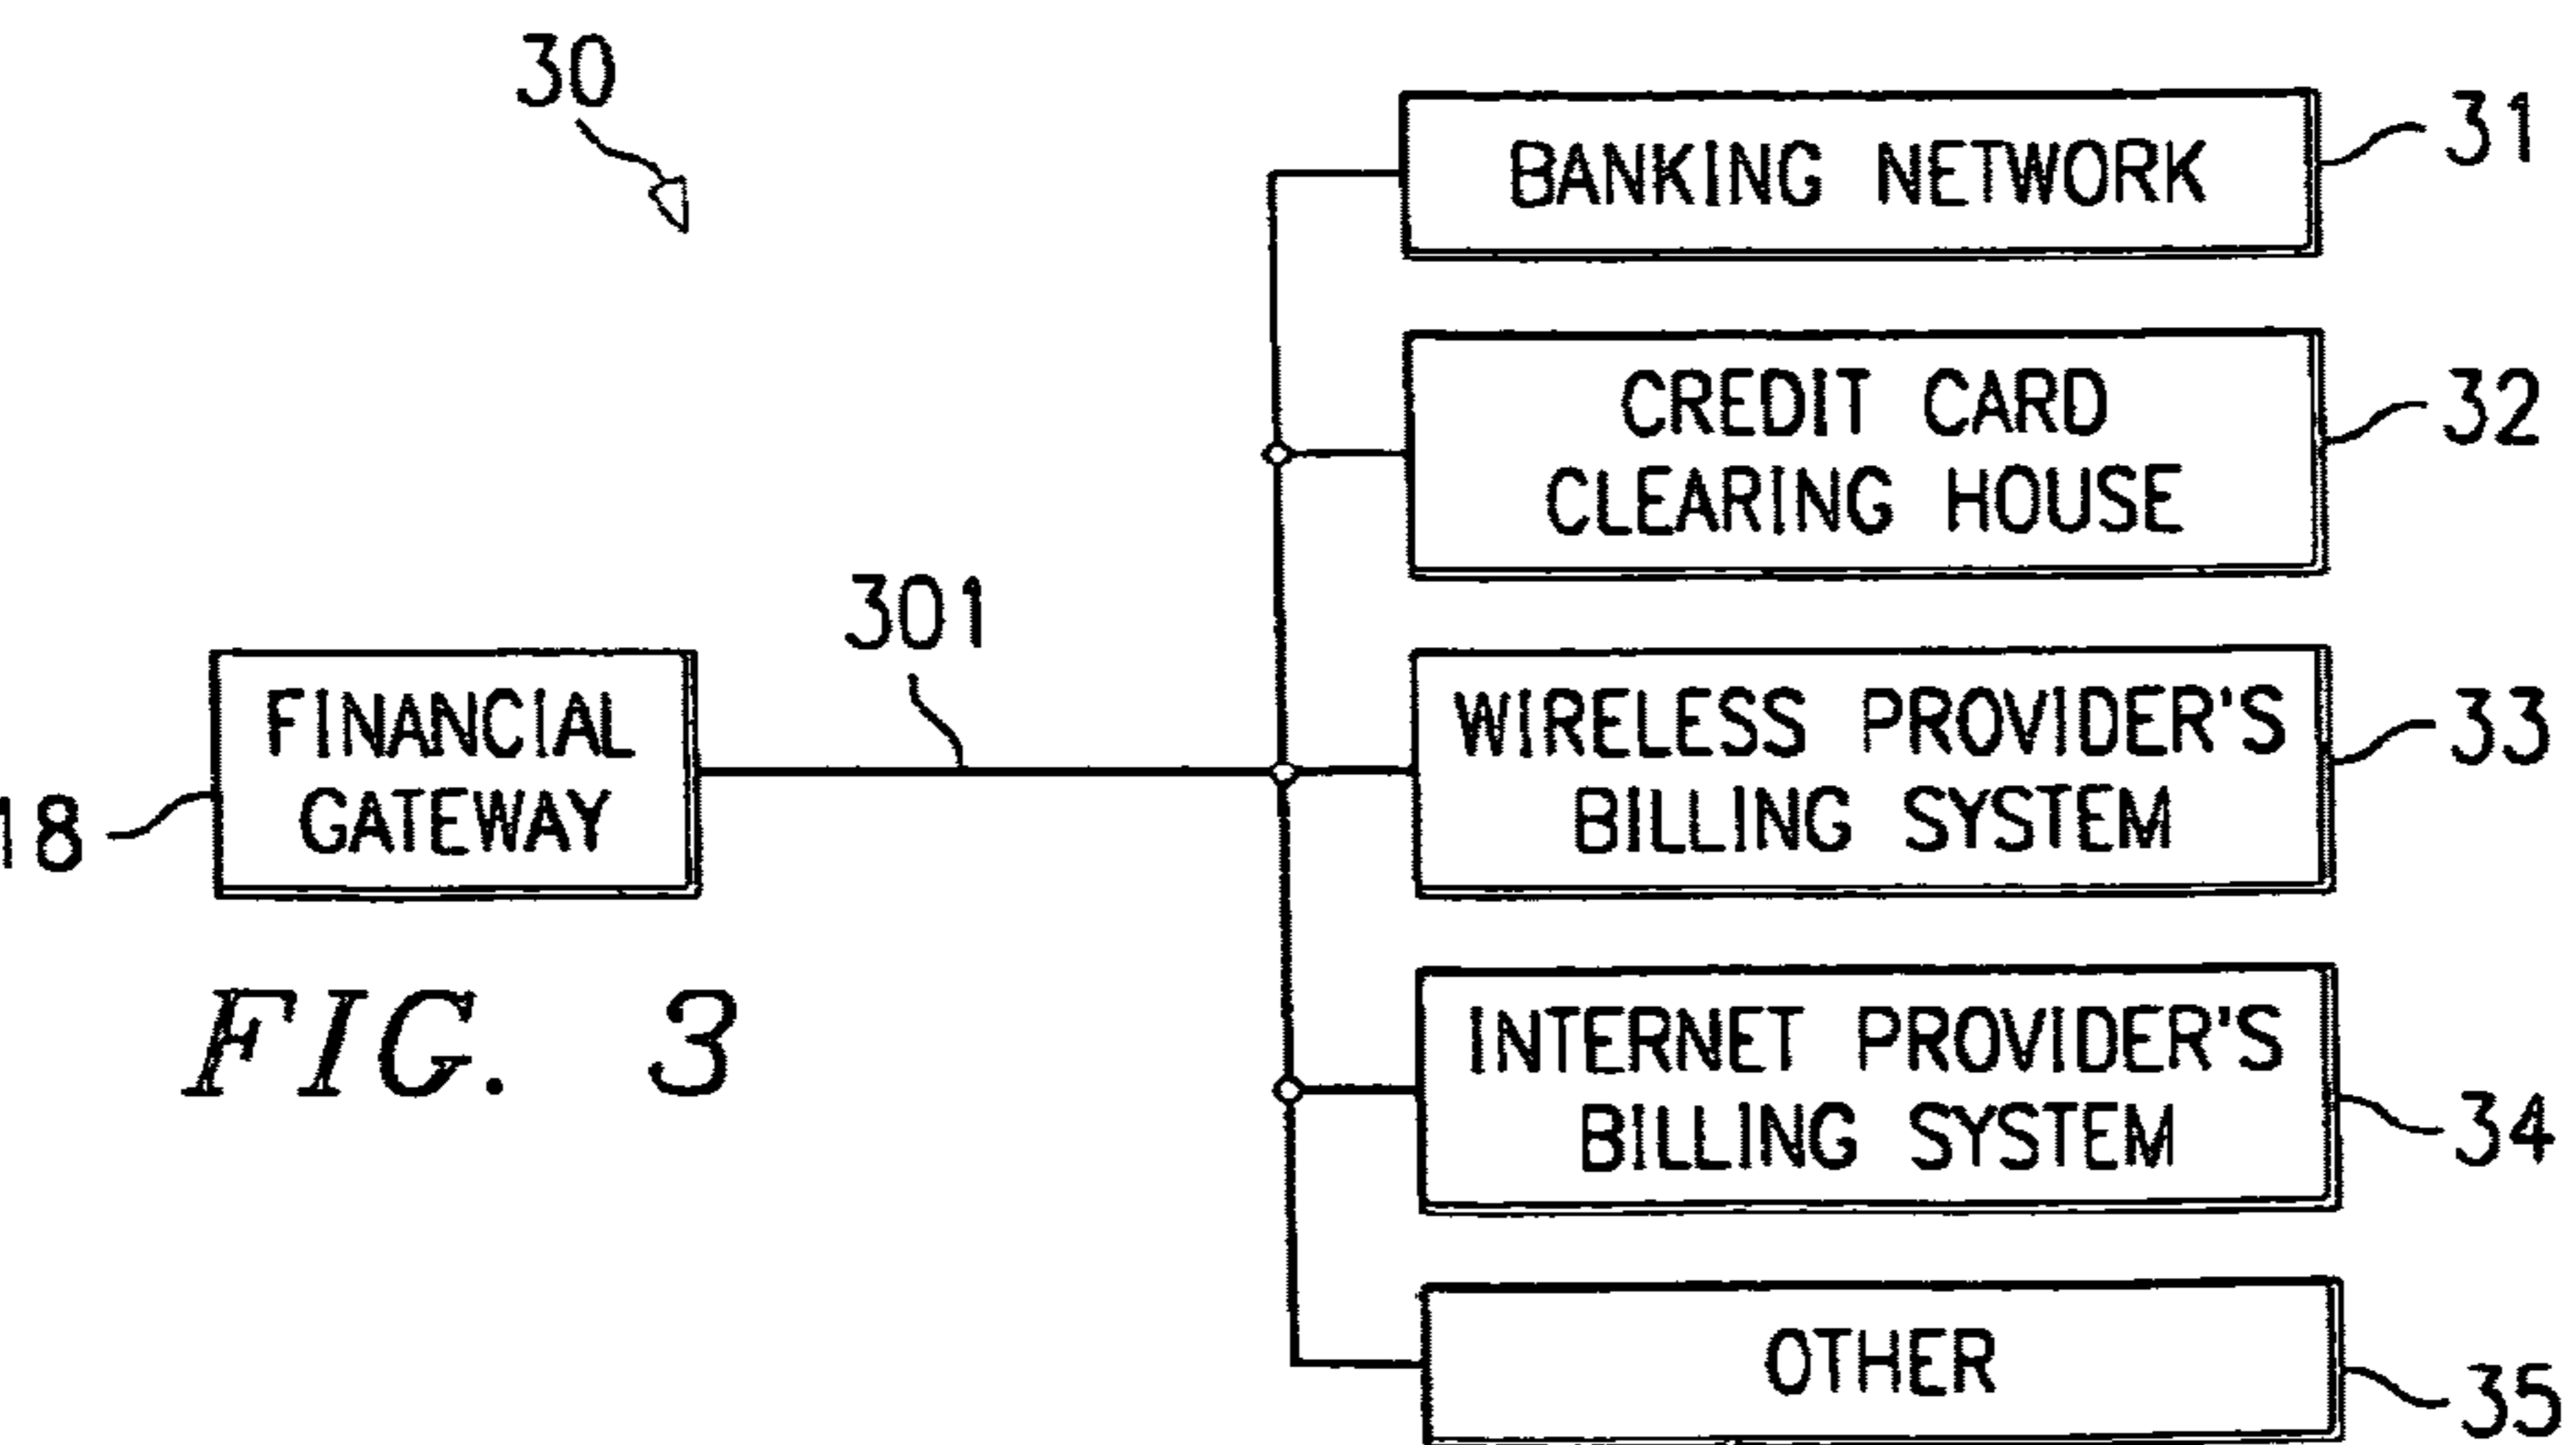 30
BANKING NETWORK
31
CREDIT CARD
CLEARING HOUSE
32
301
FINANCIAL
GATEWAY
18
WIRELESS PROVIDER'S
BILLING SYSTEM
33
FIG. 3
INTERNET PROVIDER'S
BILLING SYSTEM
34
OTHER
35